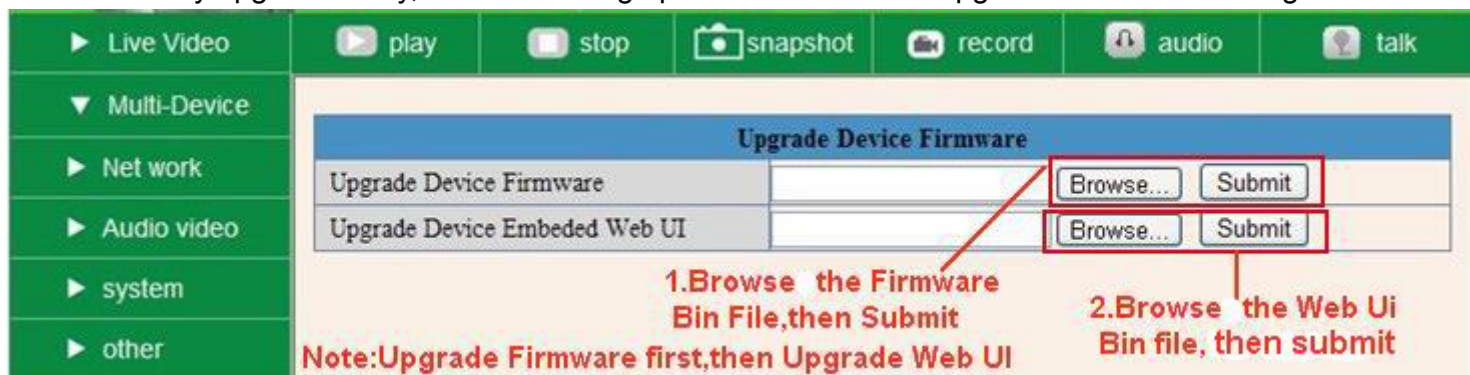 Live Video play stop snapshot record audio talk
Multi-Device
Upgrade Device Firmware
Net work
Upgrade Device Firmware Browse... Submit
Audio video
Upgrade Device Embeded Web UI Browse... Submit
system
1.Browse the Firmware
Bin File,then Submit
2.Browse the Web Ui
Bin file, then submit
other
Note:Upgrade Firmware first,then Upgrade Web UI